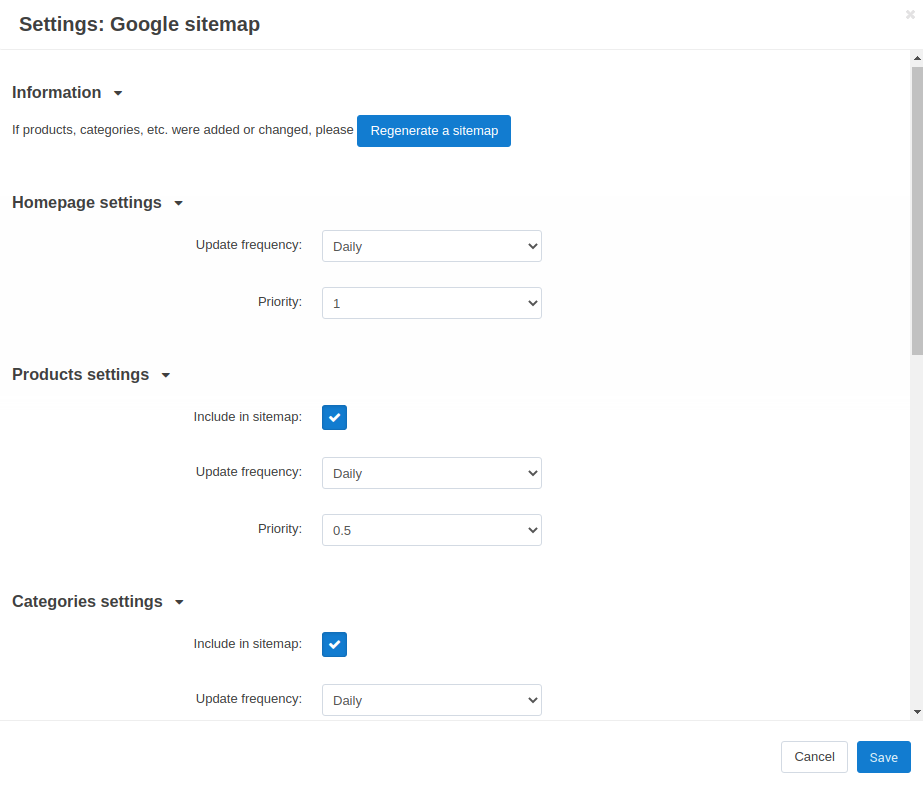 Settings: Google sitemap
Information
If products, categories, etc. were added or changed, please Regenerate a sitemap
Homepage settings
Update frequency: Daily
Priority: 1
Products settings
Include in sitemap:
Update frequency: Daily
Priority: 0.5
Categories settings
Include in sitemap:
Update frequency: Daily
Cancel Save